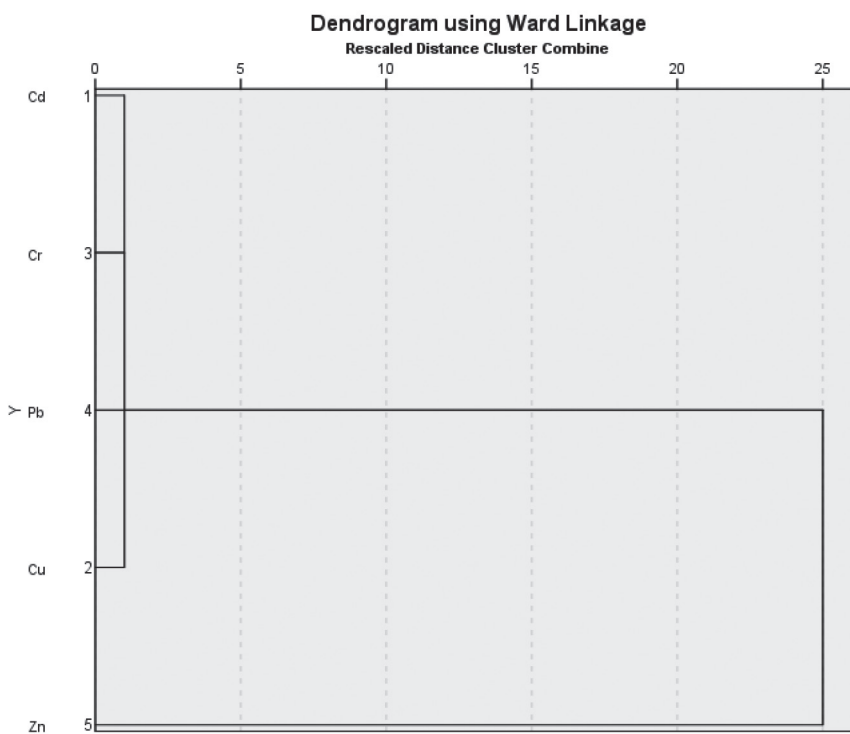 Dendrogram using Ward Linkage
Rescaled Distance Cluster Combine
0 5 10 15 20 25
Cd 1
Cr 3
Y Pb 4
Cu 2
Zn 5